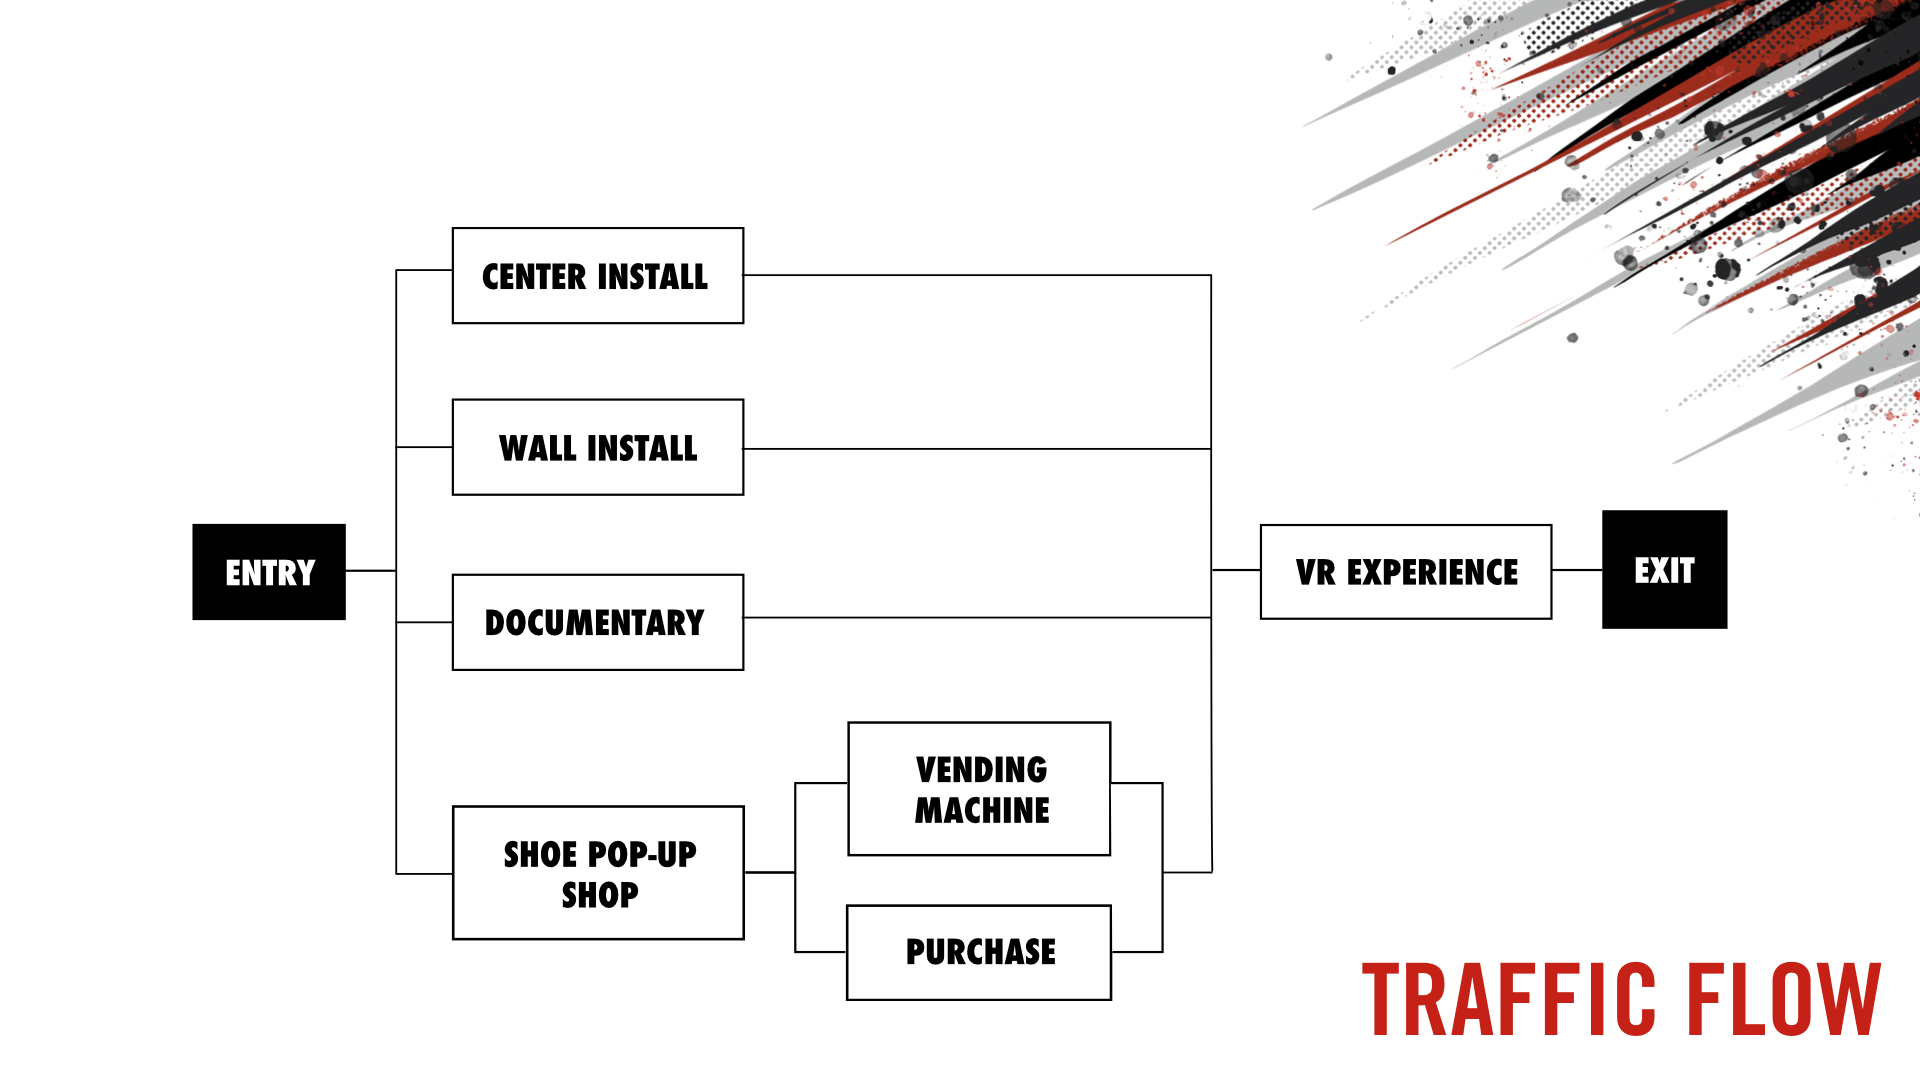 CENTER INSTALL
WALL INSTALL
ENTRY
DOCUMENTARY
SHOE POP-UP
SHOP
VENDING
MACHINE
PURCHASE
VR EXPERIENCE
EXIT
TRAFFIC FLOW